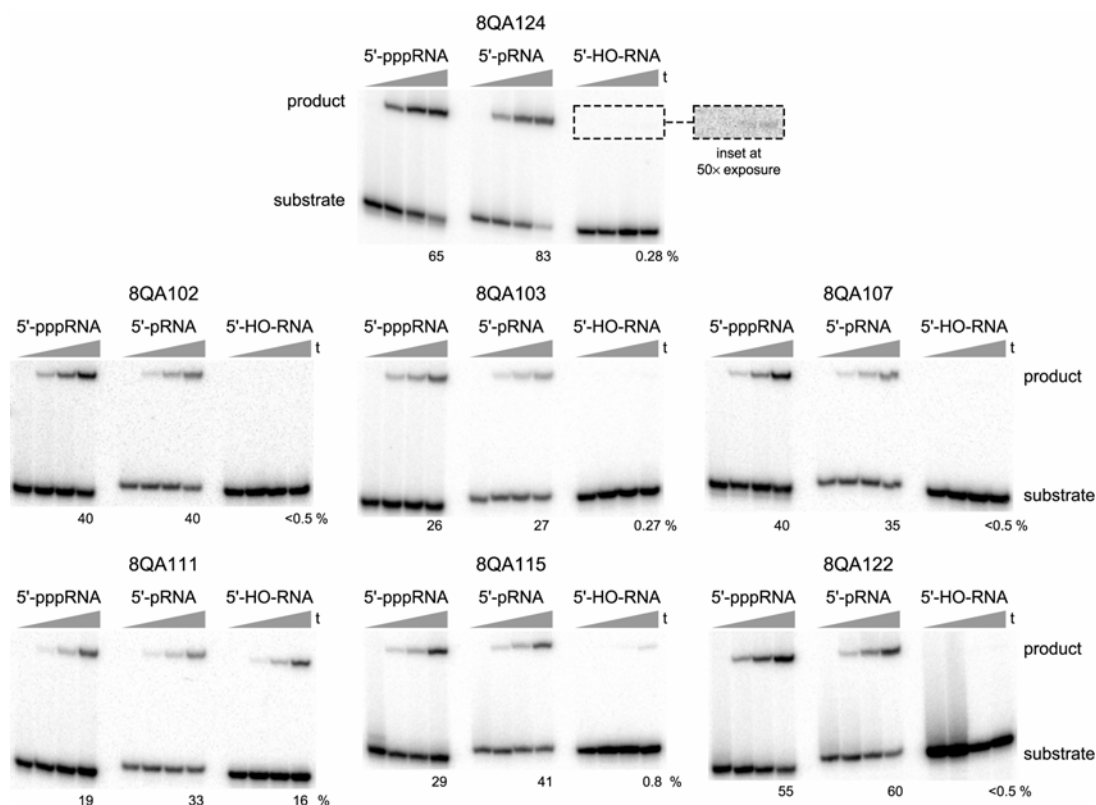 8QA124
5'-pppRNA 5'-pRNA 5'-HO-RNA
t
product
inset at
50× exposure
substrate
65 83 0.28 %
8QA102 8QA103 8QA107
5'-pppRNA 5'-pRNA 5'-HO-RNA 5'-pppRNA 5'-pRNA 5'-HO-RNA 5'-pppRNA 5'-pRNA 5'-HO-RNA
t t t
product
substrate
40 40 <0.5 % 26 27 0.27 % 40 35 <0.5 %
8QA111 8QA115 8QA122
5'-pppRNA 5'-pRNA 5'-HO-RNA 5'-pppRNA 5'-pRNA 5'-HO-RNA 5'-pppRNA 5'-pRNA 5'-HO-RNA
t t t
product
substrate
19 33 16 % 29 41 0.8 % 55 60 <0.5 %